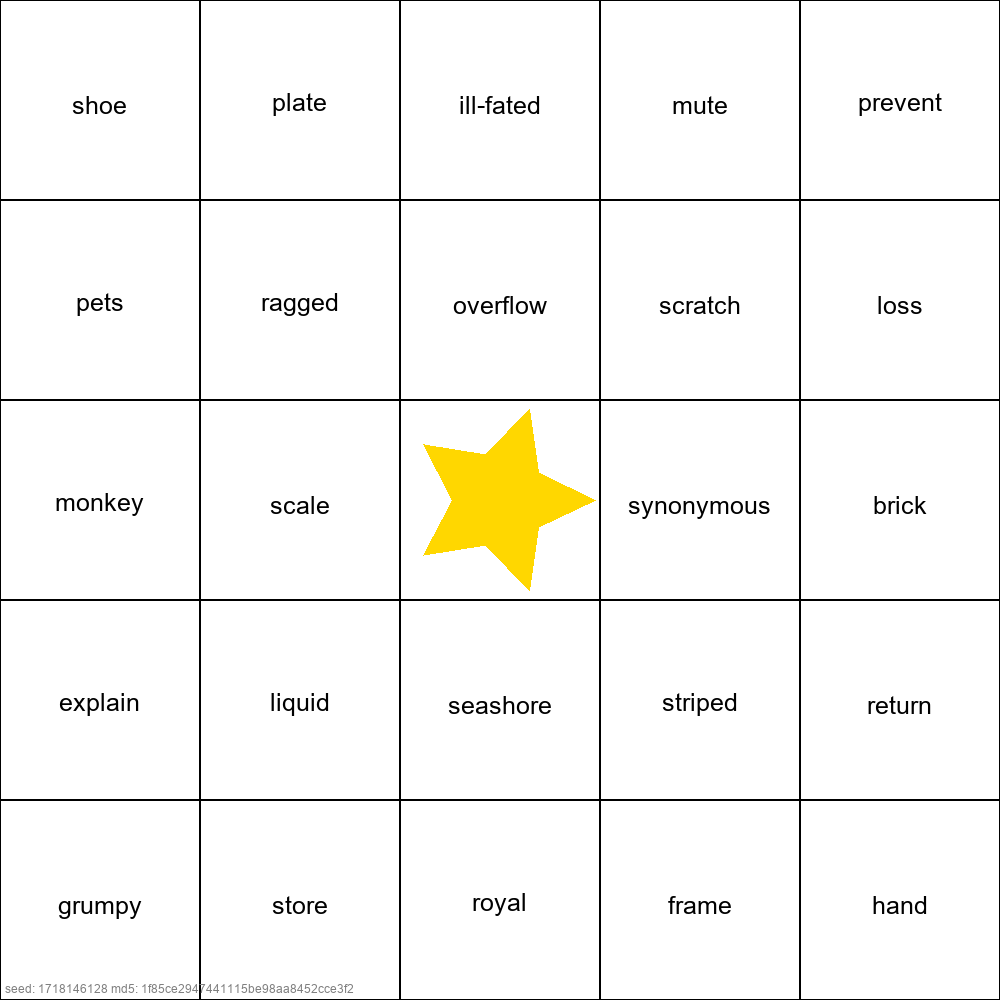 shoe
plate
ill-fated
mute
prevent
pets
ragged
overflow
scratch
loss
monkey
scale
synonymous
brick
explain
liquid
seashore
striped
return
grumpy
store
royal
frame
hand
seed: 1718146128 md5: 1f85ce2947441115be98aa8452cce3f2